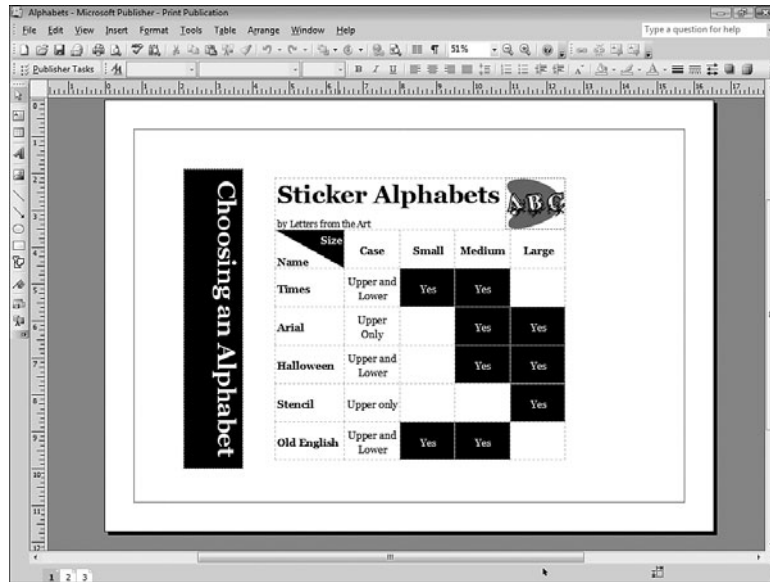 Alphabets - Microsoft Publisher - Print Publication
File Edit View Insert Format Tools Table Arrange Window Help
Type a question for help
51%
Publisher Tasks
B I U
Choosing an Alphabet
Sticker Alphabets
ABC
by Letters from the Art
Size
Name
Case Small Medium Large
Times
Upper and
Lower
Yes Yes
Arial
Upper
Only
Yes Yes
Halloween
Upper and
Lower
Yes Yes
Stencil
Upper only
Yes
Old English
Upper and
Lower
Yes Yes
1 2 3